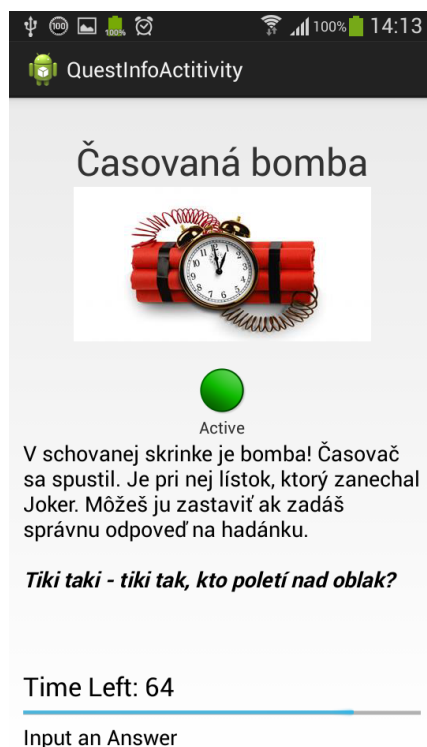 100% 14:13
QuestInfoActitivity
Časovaná bomba
Active
V schovanej skrinke je bomba! Časovač
sa spustil. Je pri nej lístok, ktorý zanechal
Joker. Môžeš ju zastaviť ak zadáš
správnu odpoveď na hadánku.
Tiki taki - tiki tak, kto poletí nad oblak?
Time Left: 64
Input an Answer